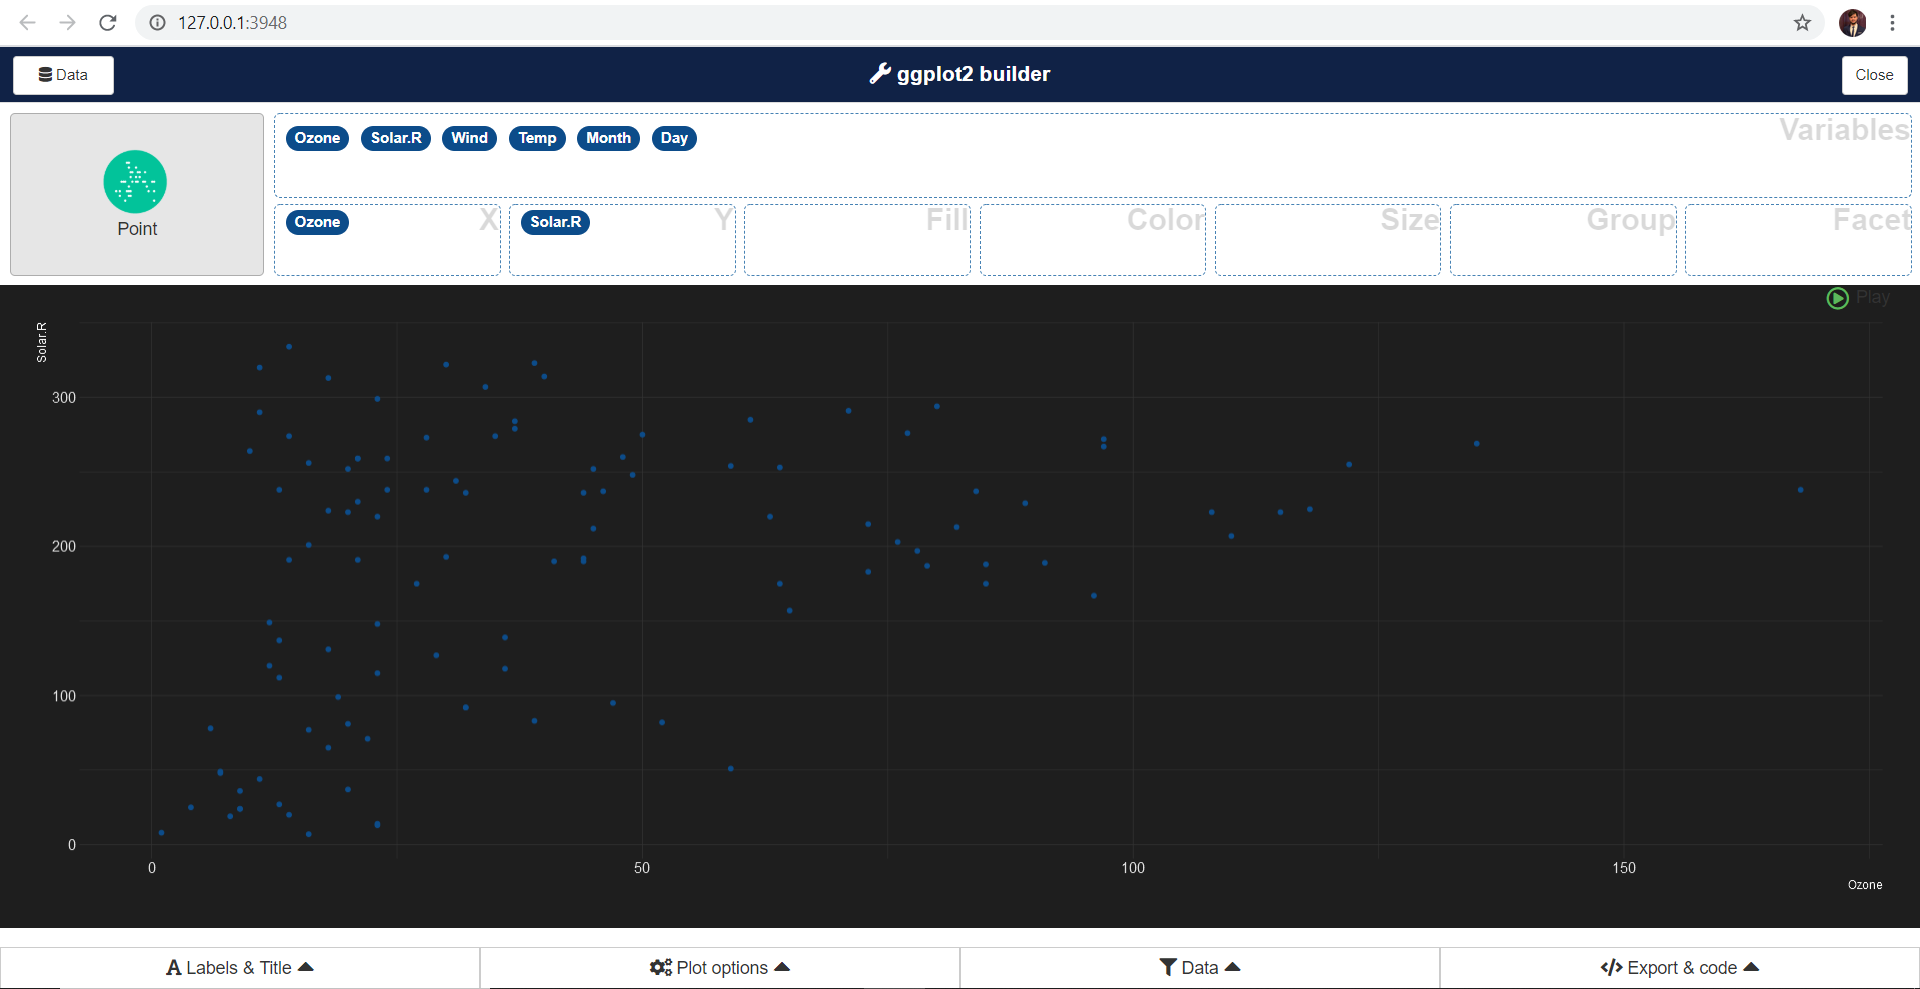 127.0.0.1:3948
Data
ggplot2 builder
Close
Point
Ozone Solar.R Wind Temp Month Day
Variables
Ozone X
Solar.R Y
Fill
Color
Size
Group
Facet
Play
Solar.R
300
200
100
0
0 50 100 150
Ozone
Labels & Title
Plot options
Data
Export & code